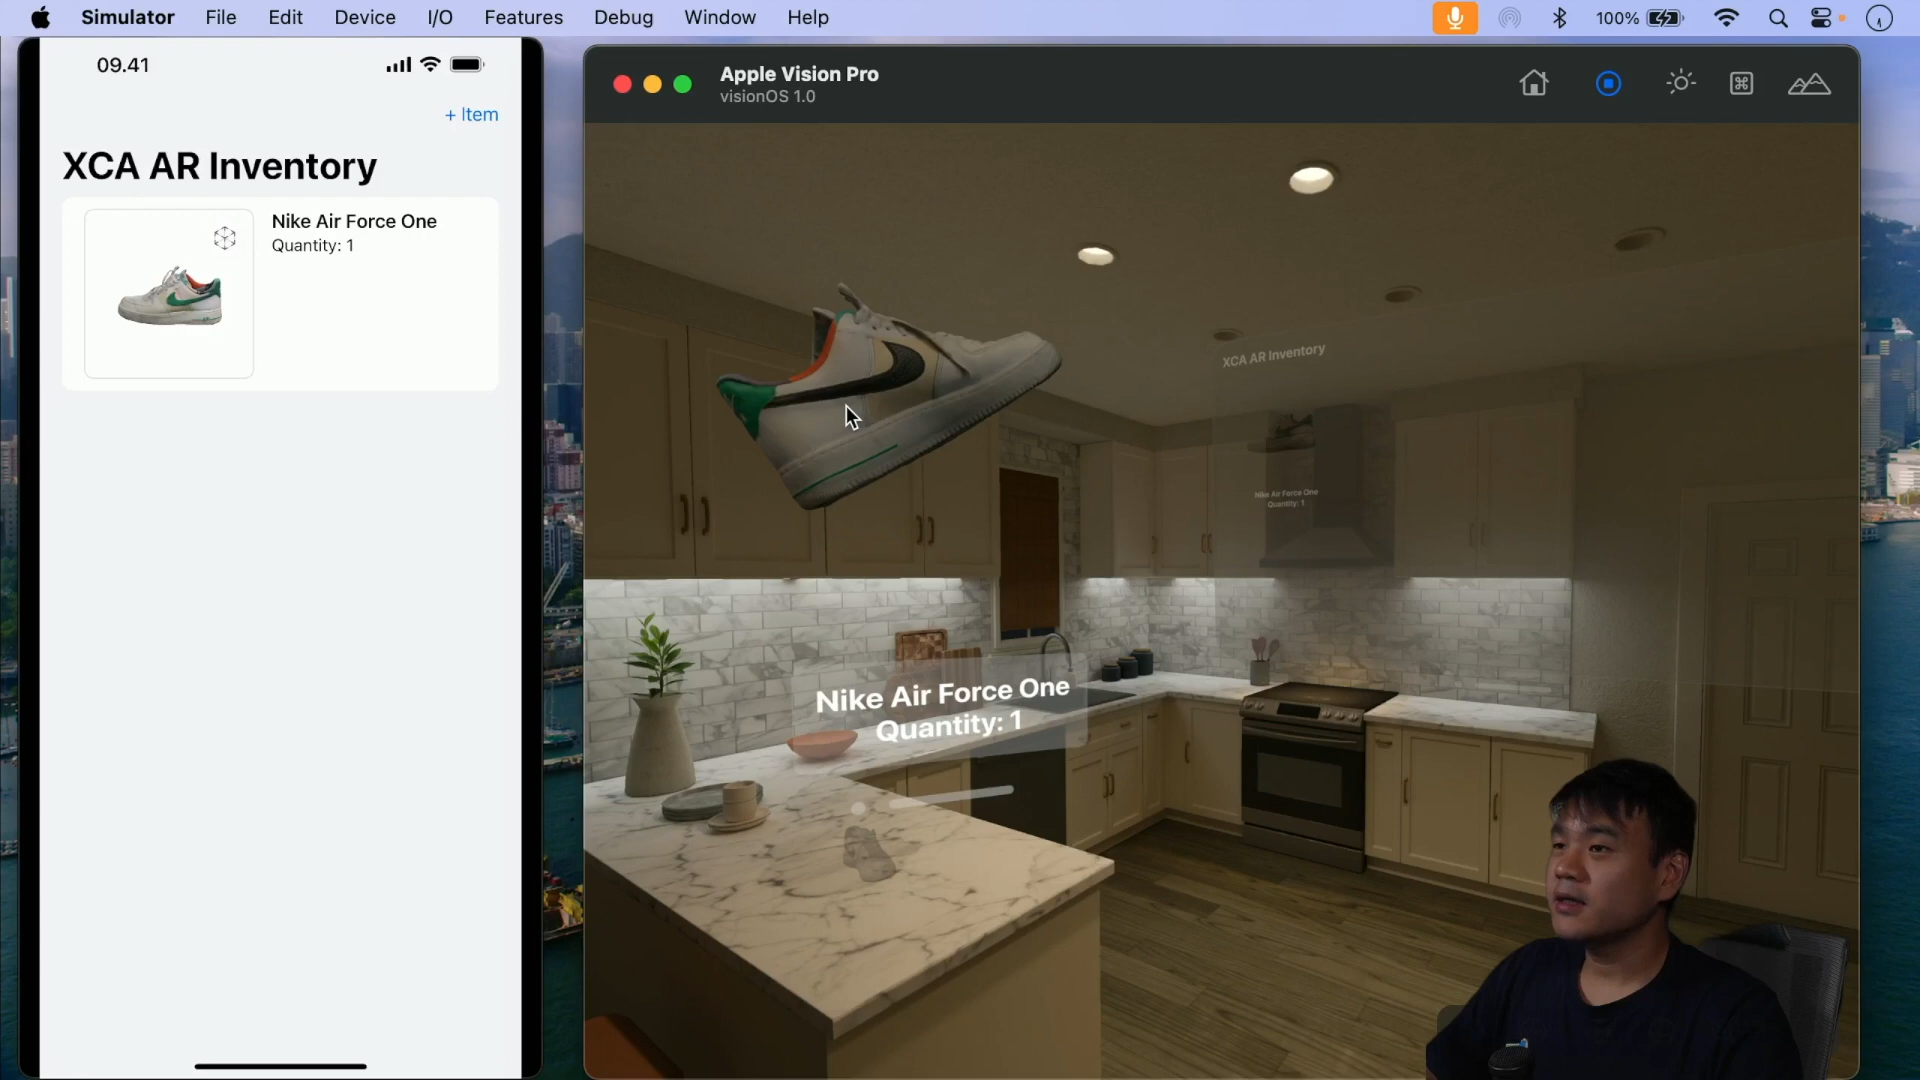 Simulator File Edit Device I/O Features Debug Window Help
100%
09.41
+ Item
XCA AR Inventory
Nike Air Force One
Quantity: 1
Apple Vision Pro
visionOS 1.0
XCA AR Inventory
Nike Air Force One
Quantity: 1
Nike Air Force One
Quantity: 1